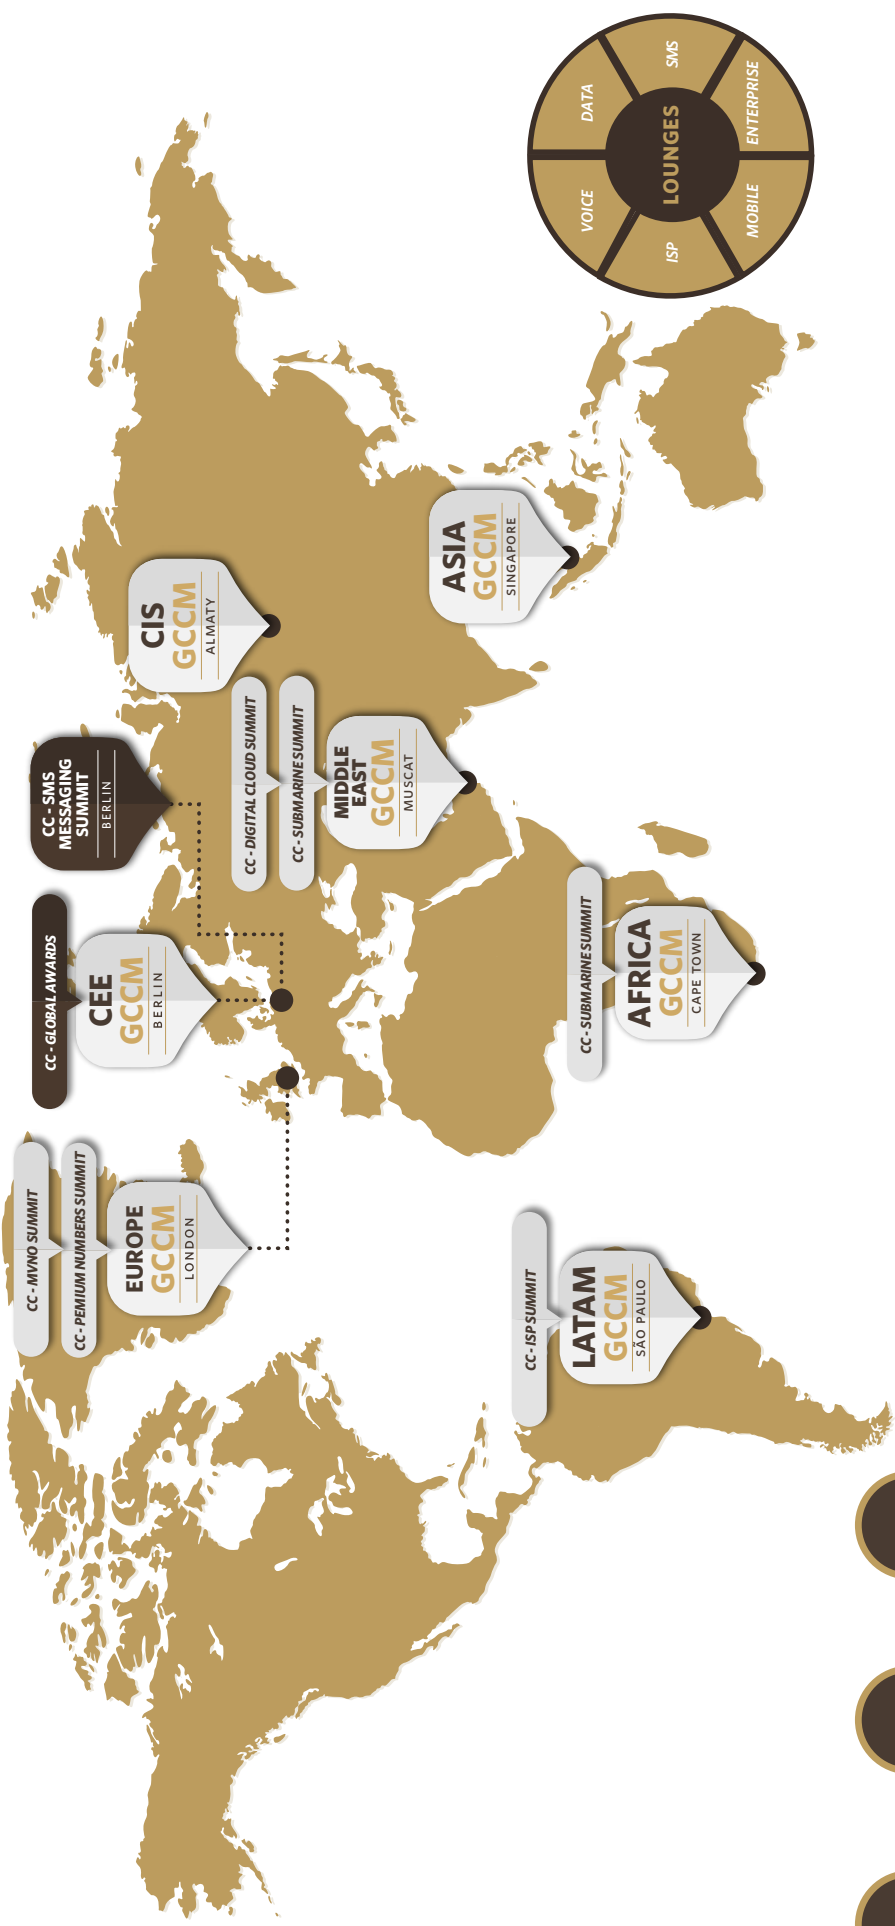 CC - MVNO SUMMIT
CC - PEMIUM NUMBERS SUMMIT
EUROPE
GCCM
LONDON
CC - GLOBAL AWARDS
CEE
GCCM
BERLIN
CC - SMS
MESSAGING
SUMMIT
BERLIN
CIS
GCCM
ALMATY
CC - DIGITAL CLOUD SUMMIT
CC - SUBMARINE SUMMIT
MIDDLE
EAST
GCCM
MUSCAT
ASIA
GCCM
SINGAPORE
CC - ISP SUMMIT
LATAM
GCCM
SÃO PAULO
CC - SUBMARINE SUMMIT
AFRICA
GCCM
CAPE TOWN
LOUNGES
VOICE
DATA
SMS
ENTERPRISE
MOBILE
ISP